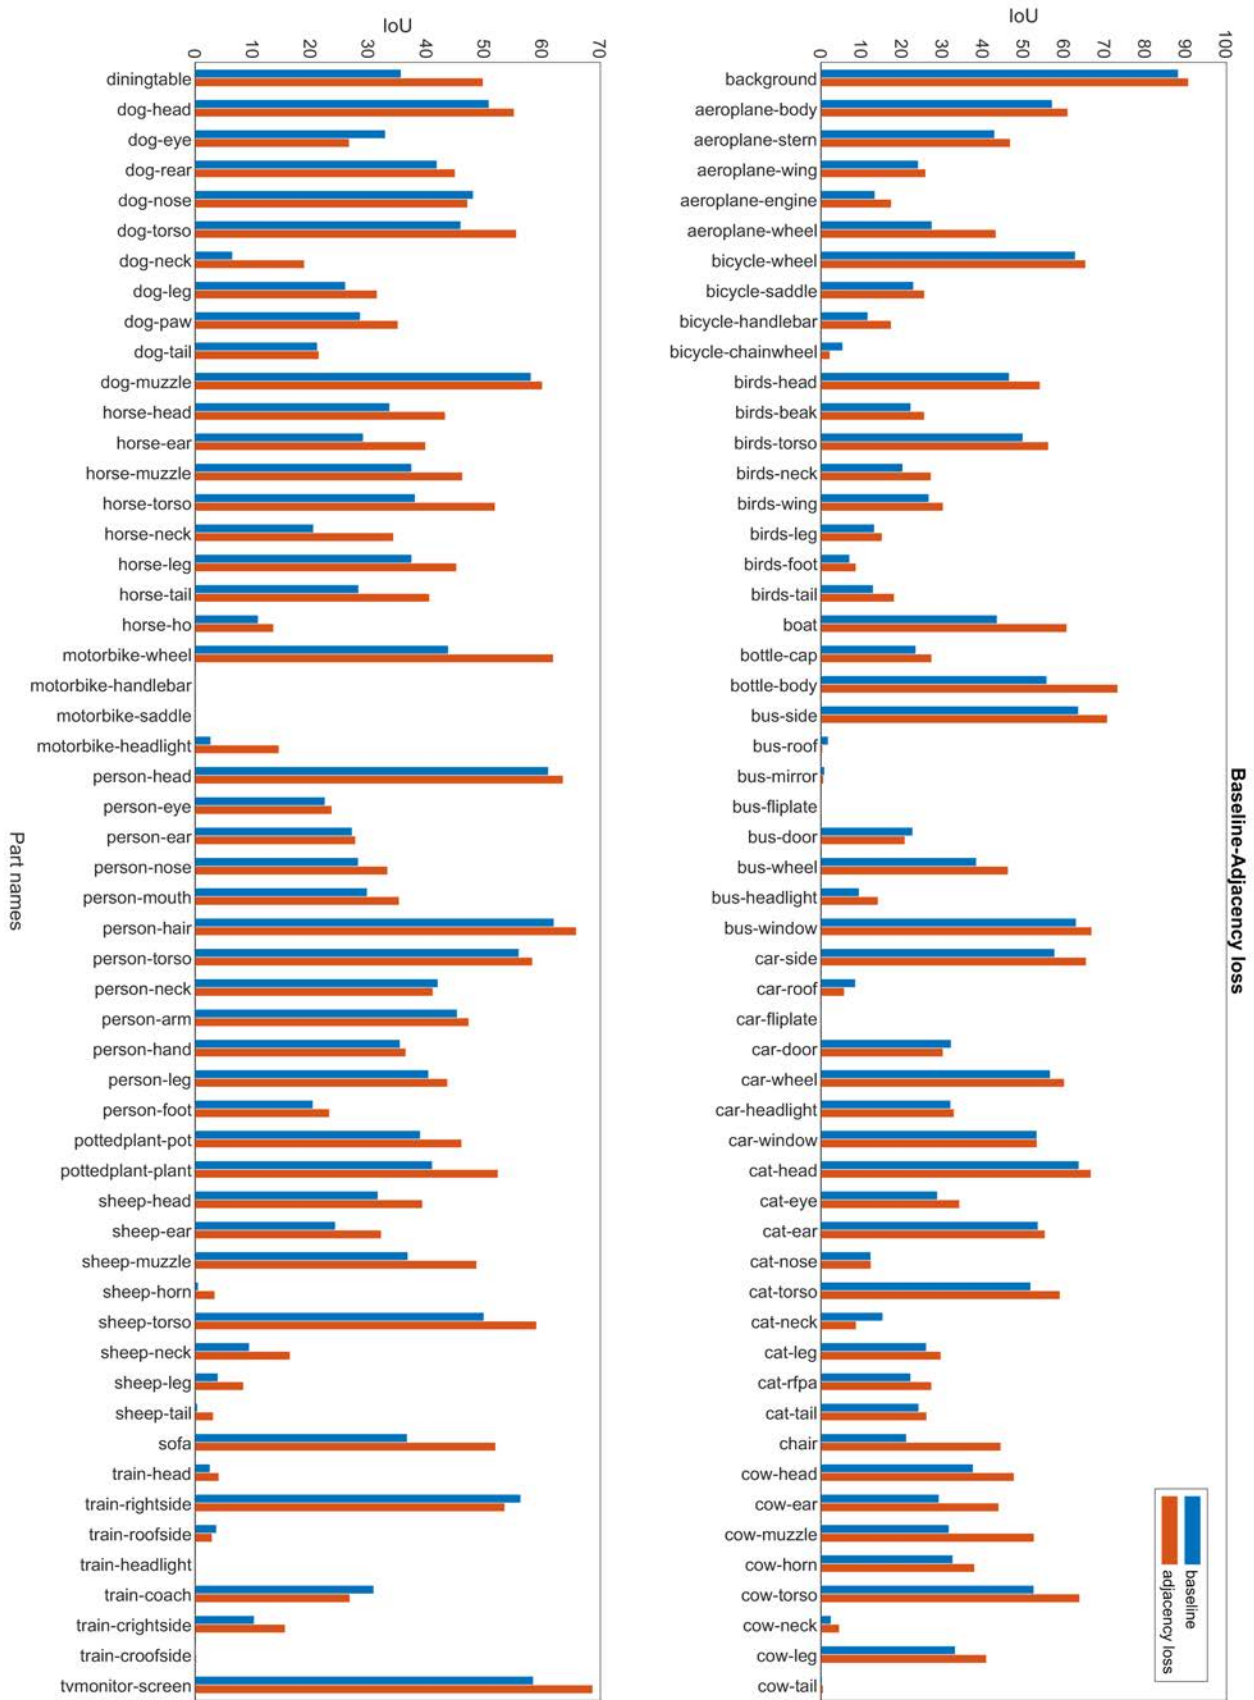 Baseline-Adjacency loss
IoU
0 10 20 30 40 50 60 70 80 90 100
background
aeroplane-body
aeroplane-stern
aeroplane-wing
aeroplane-engine
aeroplane-wheel
bicycle-wheel
bicycle-saddle
bicycle-handlebar
bicycle-chainwheel
birds-head
birds-beak
birds-torso
birds-neck
birds-wing
birds-leg
birds-foot
birds-tail
boat
bottle-cap
bottle-body
bus-side
bus-roof
bus-mirror
bus-fliplate
bus-door
bus-wheel
bus-headlight
bus-window
car-side
car-roof
car-fliplate
car-door
car-wheel
car-headlight
car-window
cat-head
cat-eye
cat-ear
cat-nose
cat-torso
cat-neck
cat-leg
cat-rfpa
cat-tail
chair
cow-head
cow-ear
cow-muzzle
cow-horn
cow-torso
cow-neck
cow-leg
cow-tail
baseline
adjacency loss
IoU
0 10 20 30 40 50 60 70
diningtable
dog-head
dog-eye
dog-rear
dog-nose
dog-torso
dog-neck
dog-leg
dog-paw
dog-tail
dog-muzzle
horse-head
horse-ear
horse-muzzle
horse-torso
horse-neck
horse-leg
horse-tail
horse-ho
motorbike-wheel
motorbike-handlebar
motorbike-saddle
motorbike-headlight
person-head
person-eye
person-ear
person-nose
person-mouth
person-hair
person-torso
person-neck
person-arm
person-hand
person-leg
person-foot
pottedplant-pot
pottedplant-plant
sheep-head
sheep-ear
sheep-muzzle
sheep-horn
sheep-torso
sheep-neck
sheep-leg
sheep-tail
sofa
train-head
train-rightside
train-roofside
train-headlight
train-coach
train-crightside
train-croofside
tvmonitor-screen
Part names